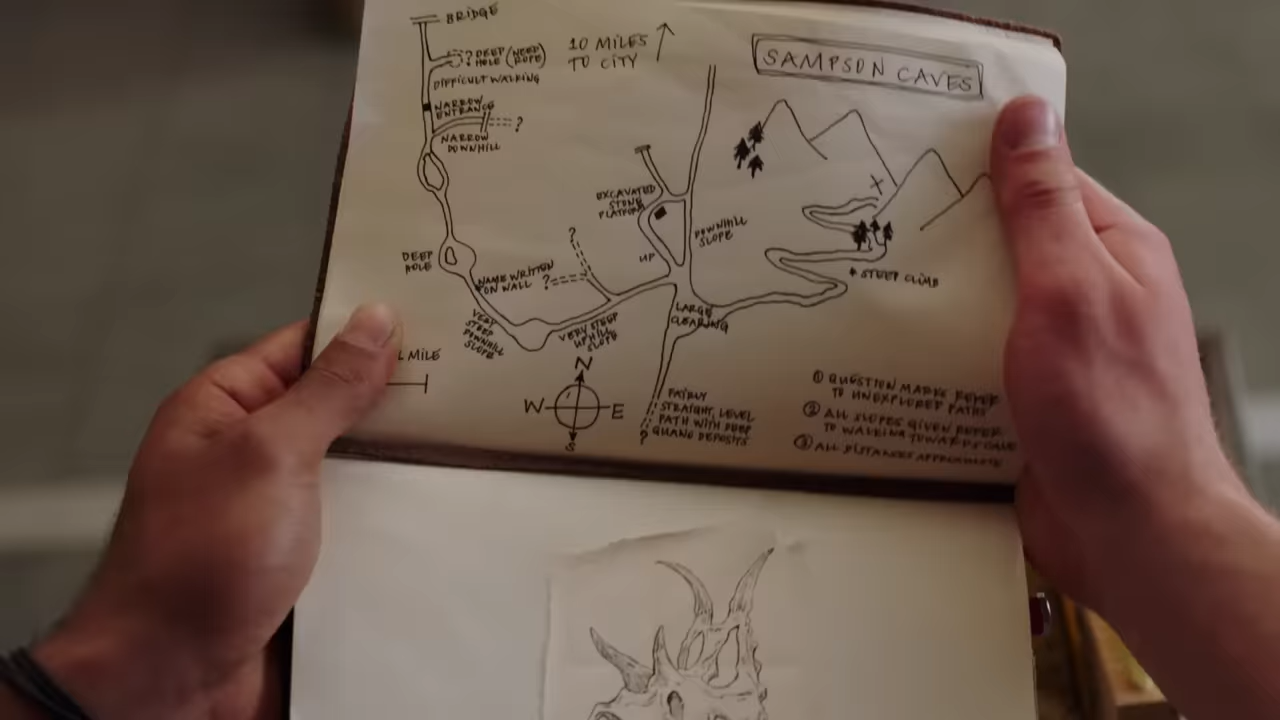 BRIDGE
? DEEP (NEED
HOLE ROPE)
DIFFICULT WALKING
NARROW
ENTRANCE
?
NARROW
DOWNHILL
10 MILES
TO CITY
SAMPSON CAVES
EXCAVATED
STONE
PLATFORM
DOWNHILL
SLOPE
UP
X
* STEEP CLIMB
DEEP
HOLE
NAME WRITTEN
ON WALL
?
?
VERY
STEEP
DOWNHILL
SLOPE
VERY STEEP
UPHILL
SLOPE
LARGE
CLEARING
MILE
N
W E
S
FAIRLY
STRAIGHT, LEVEL
PATH WITH DEEP
GUANO DEPOSITS
?
① QUESTION MARKS REFER
TO UNEXPLORED PATHS
② ALL SLOPES GIVEN REFER
TO WALKING TOWARDS
③ ALL DISTANCES APPROXIMATE